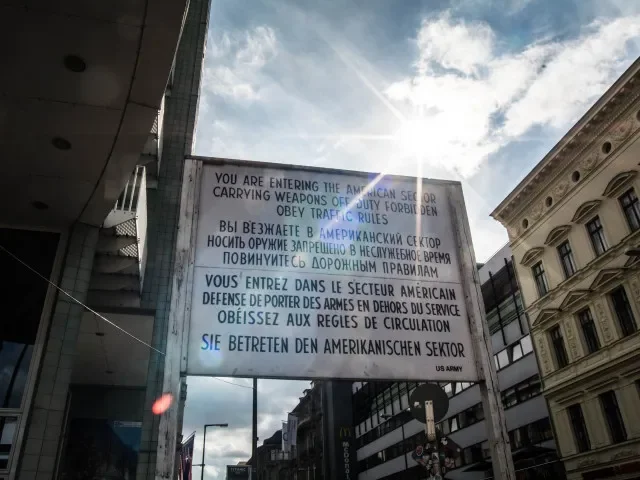 YOU ARE ENTERING THE AMERICAN SECTOR
CARRYING WEAPONS OFF DUTY FORBIDDEN
OBEY TRAFFIC RULES
ВЫ ВЪЕЗЖАЕТЕ В АМЕРИКАНСКИЙ СЕКТОР
НОСИТЬ ОРУЖИЕ ЗАПРЕЩЕНО В НЕСЛУЖЕБНОЕ ВРЕМЯ
ПОВИНУЙТЕСЬ ДОРОЖНЫМ ПРАВИЛАМ
VOUS ENTREZ DANS LE SECTEUR AMÉRICAIN
DEFENSE DE PORTER DES ARMES EN DEHORS DU SERVICE
OBÉISSEZ AUX REGLES DE CIRCULATION
SIE BETRETEN DEN AMERIKANISCHEN SEKTOR
US ARMY